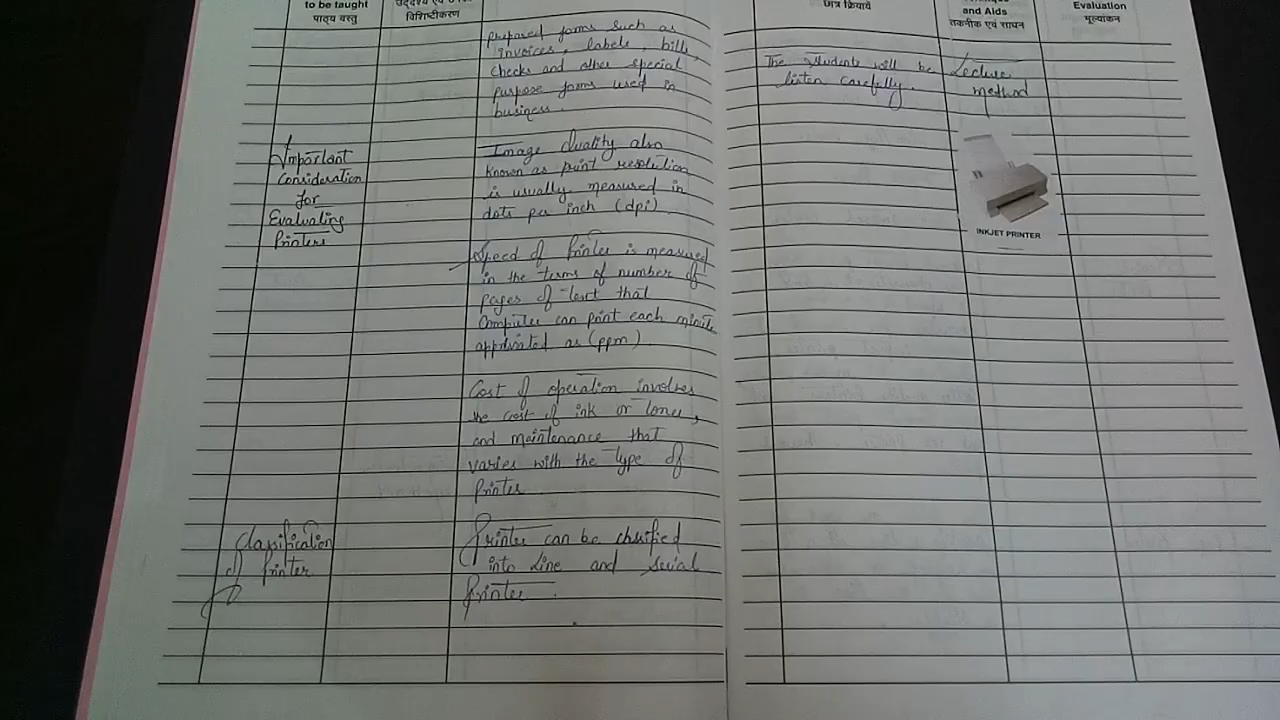 to be taught
पाठ्य वस्तु
विशिष्टीकरण
छात्र क्रियायें
and Aids
तकनीक एवं साधन
Evaluation
मूल्यांकन
prepared forms such as
invoices, labels, bills,
checks and other special
purpose forms used in
business.
The students will be
listen carefully.
Lecture
method
Important
Consideration
for
Evaluating
Printers
Image Quality also
known as print resolution
is usually measured in
dots per inch (dpi).
INKJET PRINTER
Speed of Printer is measured
in the terms of number of
pages of text that
Computer can print each minute
as (ppm).
Cost of operation involves
the cost of ink or toner,
and maintenance that
varies with the type of
Printer.
Classification
of Printer
Printer can be
into Line and Serial
Printer.